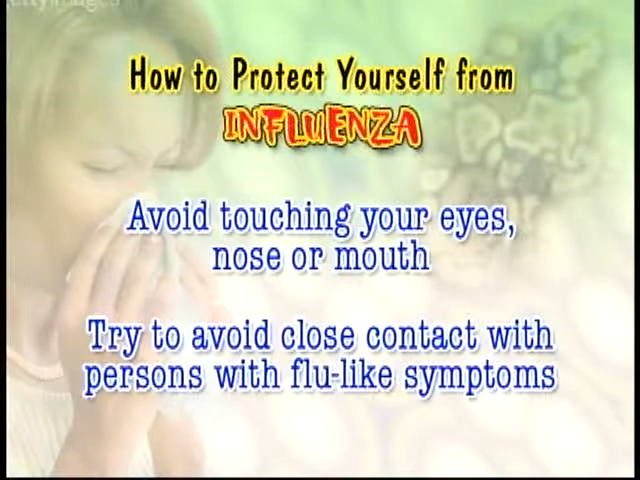 How to Protect Yourself from
INFLUENZA
Avoid touching your eyes,
nose or mouth
Try to avoid close contact with
persons with flu-like symptoms